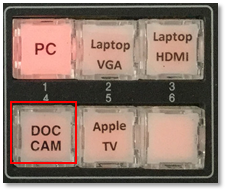 PC
Laptop
VGA
Laptop
HDMI
1 2 3
4 5 6
DOC
CAM
Apple
TV